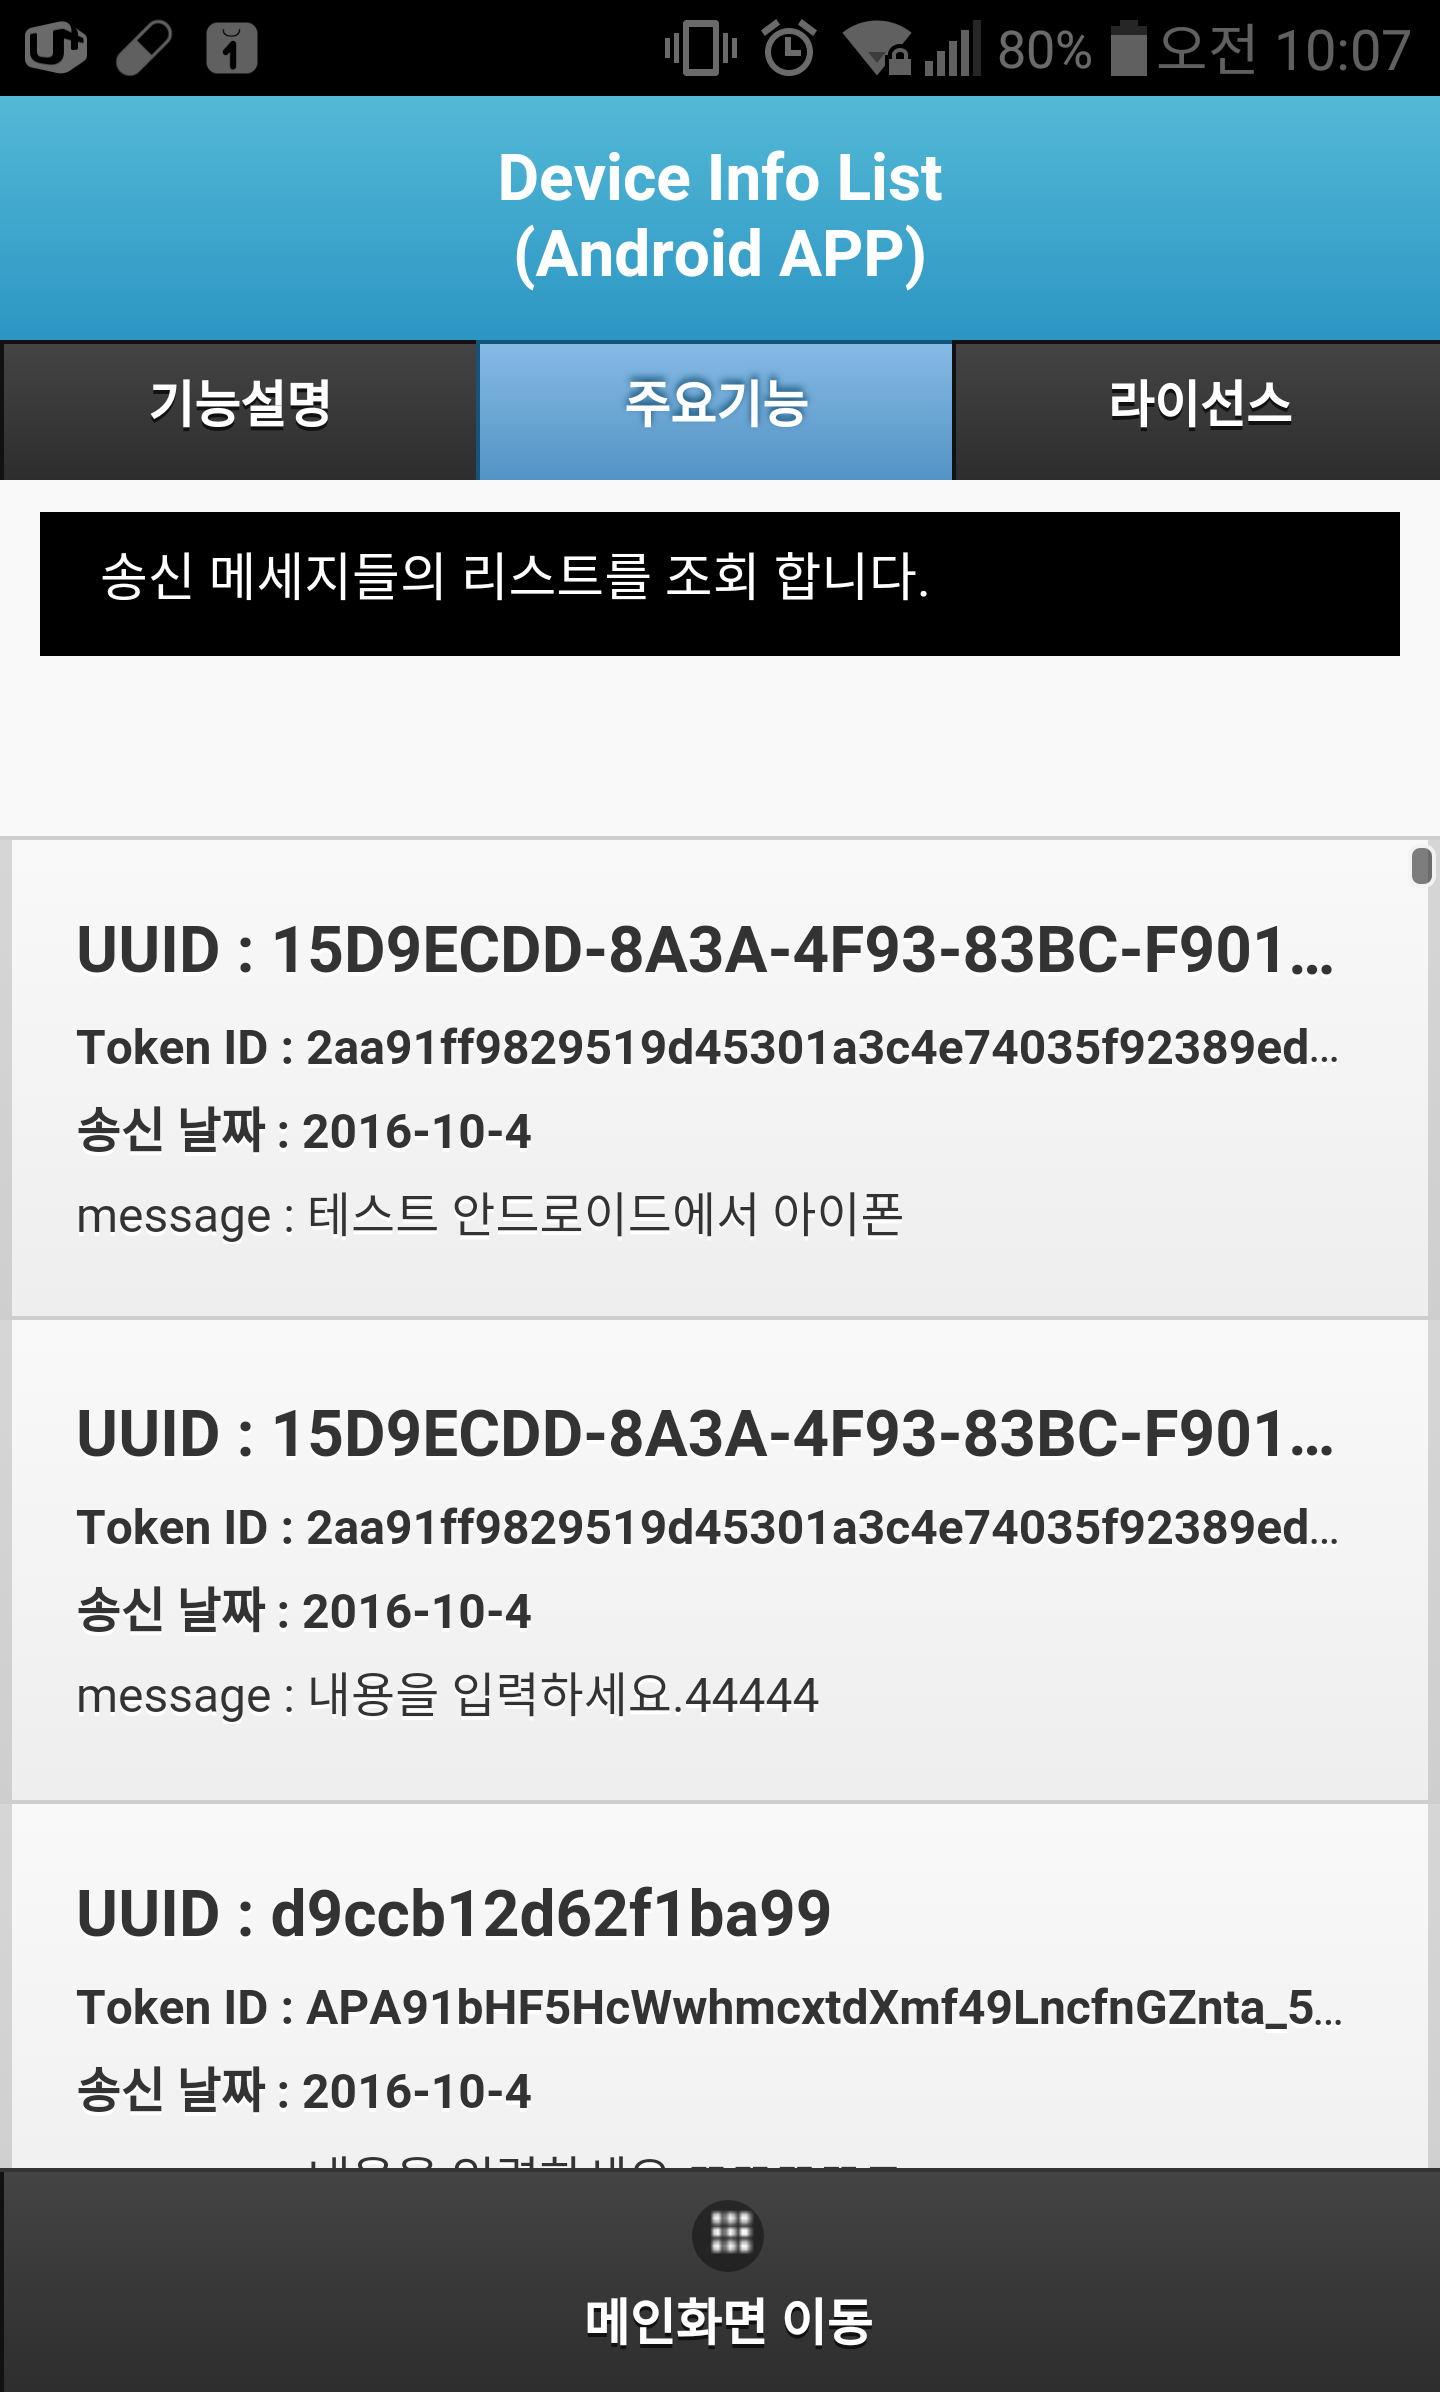 80% 오전 10:07
Device Info List
(Android APP)
기능설명 주요기능 라이선스
송신 메세지들의 리스트를 조회 합니다.
UUID : 15D9ECDD-8A3A-4F93-83BC-F901...
Token ID : 2aa91ff9829519d45301a3c4e74035f92389ed...
송신 날짜 : 2016-10-4
message : 테스트 안드로이드에서 아이폰
UUID : 15D9ECDD-8A3A-4F93-83BC-F901...
Token ID : 2aa91ff9829519d45301a3c4e74035f92389ed...
송신 날짜 : 2016-10-4
message : 내용을 입력하세요.44444
UUID : d9ccb12d62f1ba99
Token ID : APA91bHF5HcWwhmcxtdXmf49LncfnGZnta_5...
송신 날짜 : 2016-10-4
메인화면 이동